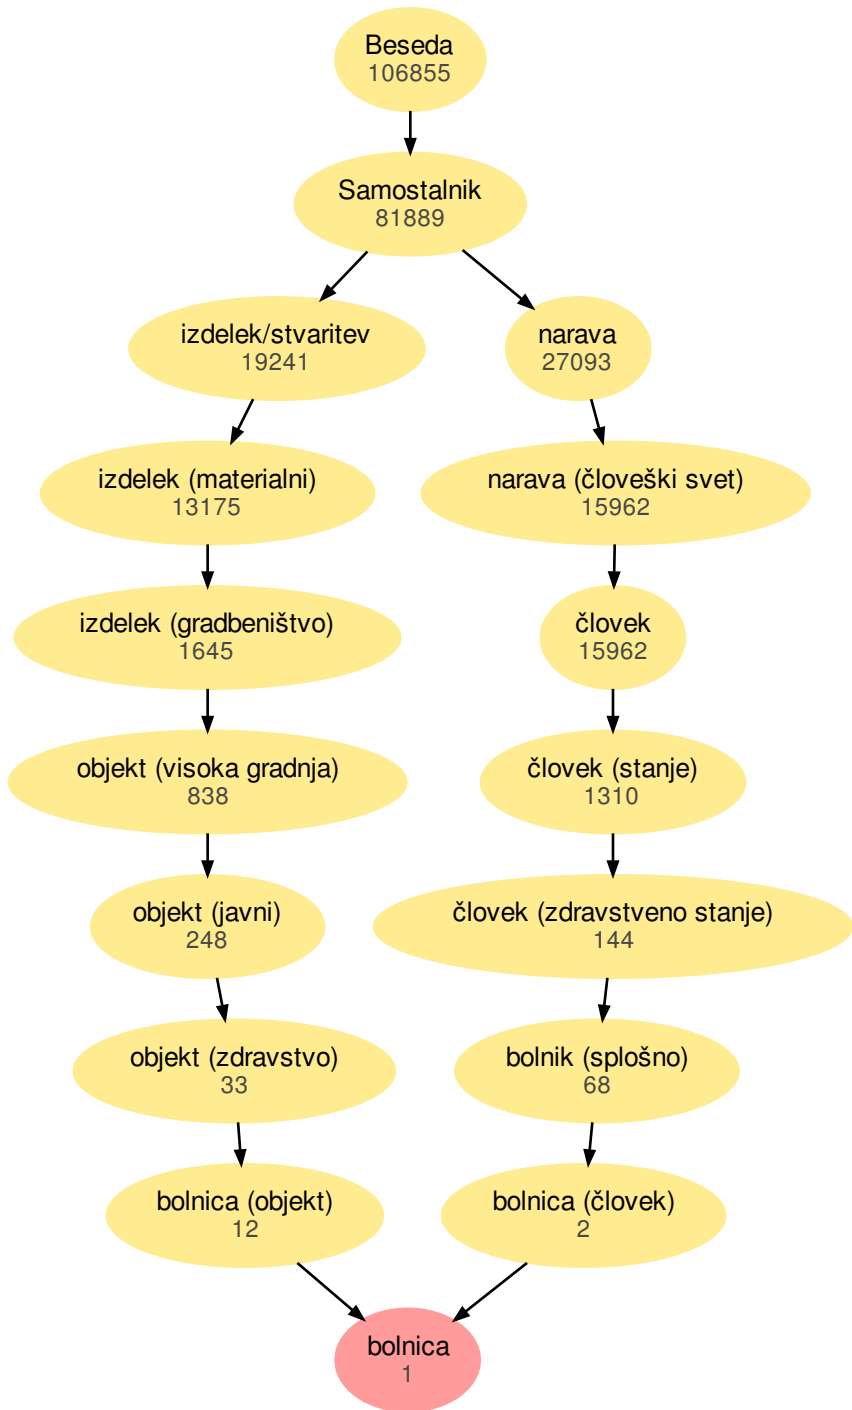 Beseda
106855
Samostalnik
81889
izdelek/stvaritev
19241
narava
27093
izdelek (materialni)
13175
narava (človeški svet)
15962
izdelek (gradbeništvo)
1645
človek
15962
objekt (visoka gradnja)
838
človek (stanje)
1310
objekt (javni)
248
človek (zdravstveno stanje)
144
objekt (zdravstvo)
33
bolnik (splošno)
68
bolnica (objekt)
12
bolnica (človek)
2
bolnica
1